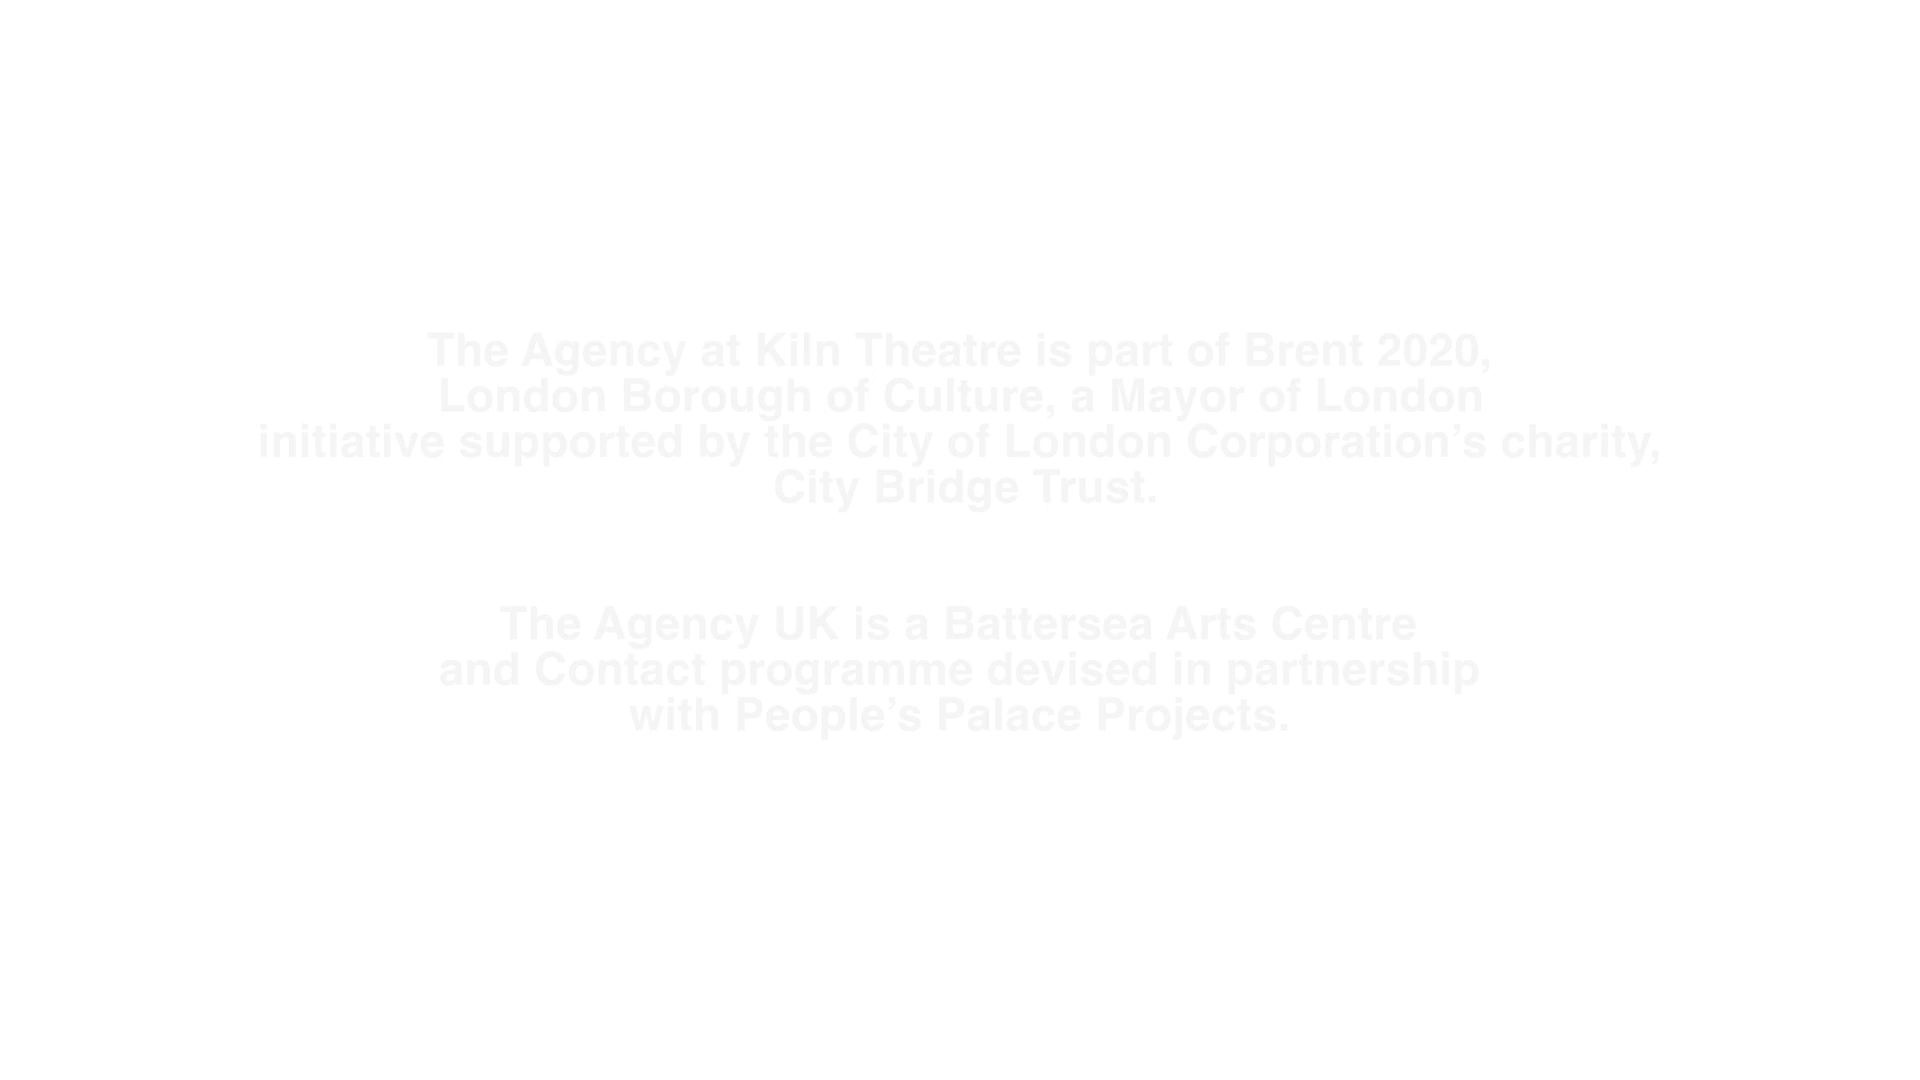 The Agency at Kiln Theatre is part of Brent 2020,
London Borough of Culture, a Mayor of London
initiative supported by the City of London Corporation’s charity,
City Bridge Trust.
The Agency UK is a Battersea Arts Centre
and Contact programme devised in partnership
with People’s Palace Projects.